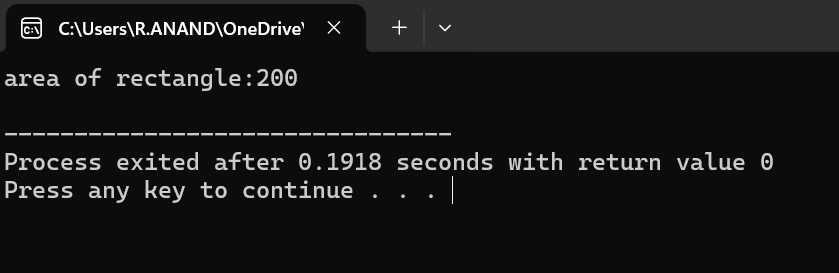 C:\Users\R.ANAND\OneDrive\
area of rectangle:200
--------------------------------
Process exited after 0.1918 seconds with return value 0
Press any key to continue . . .